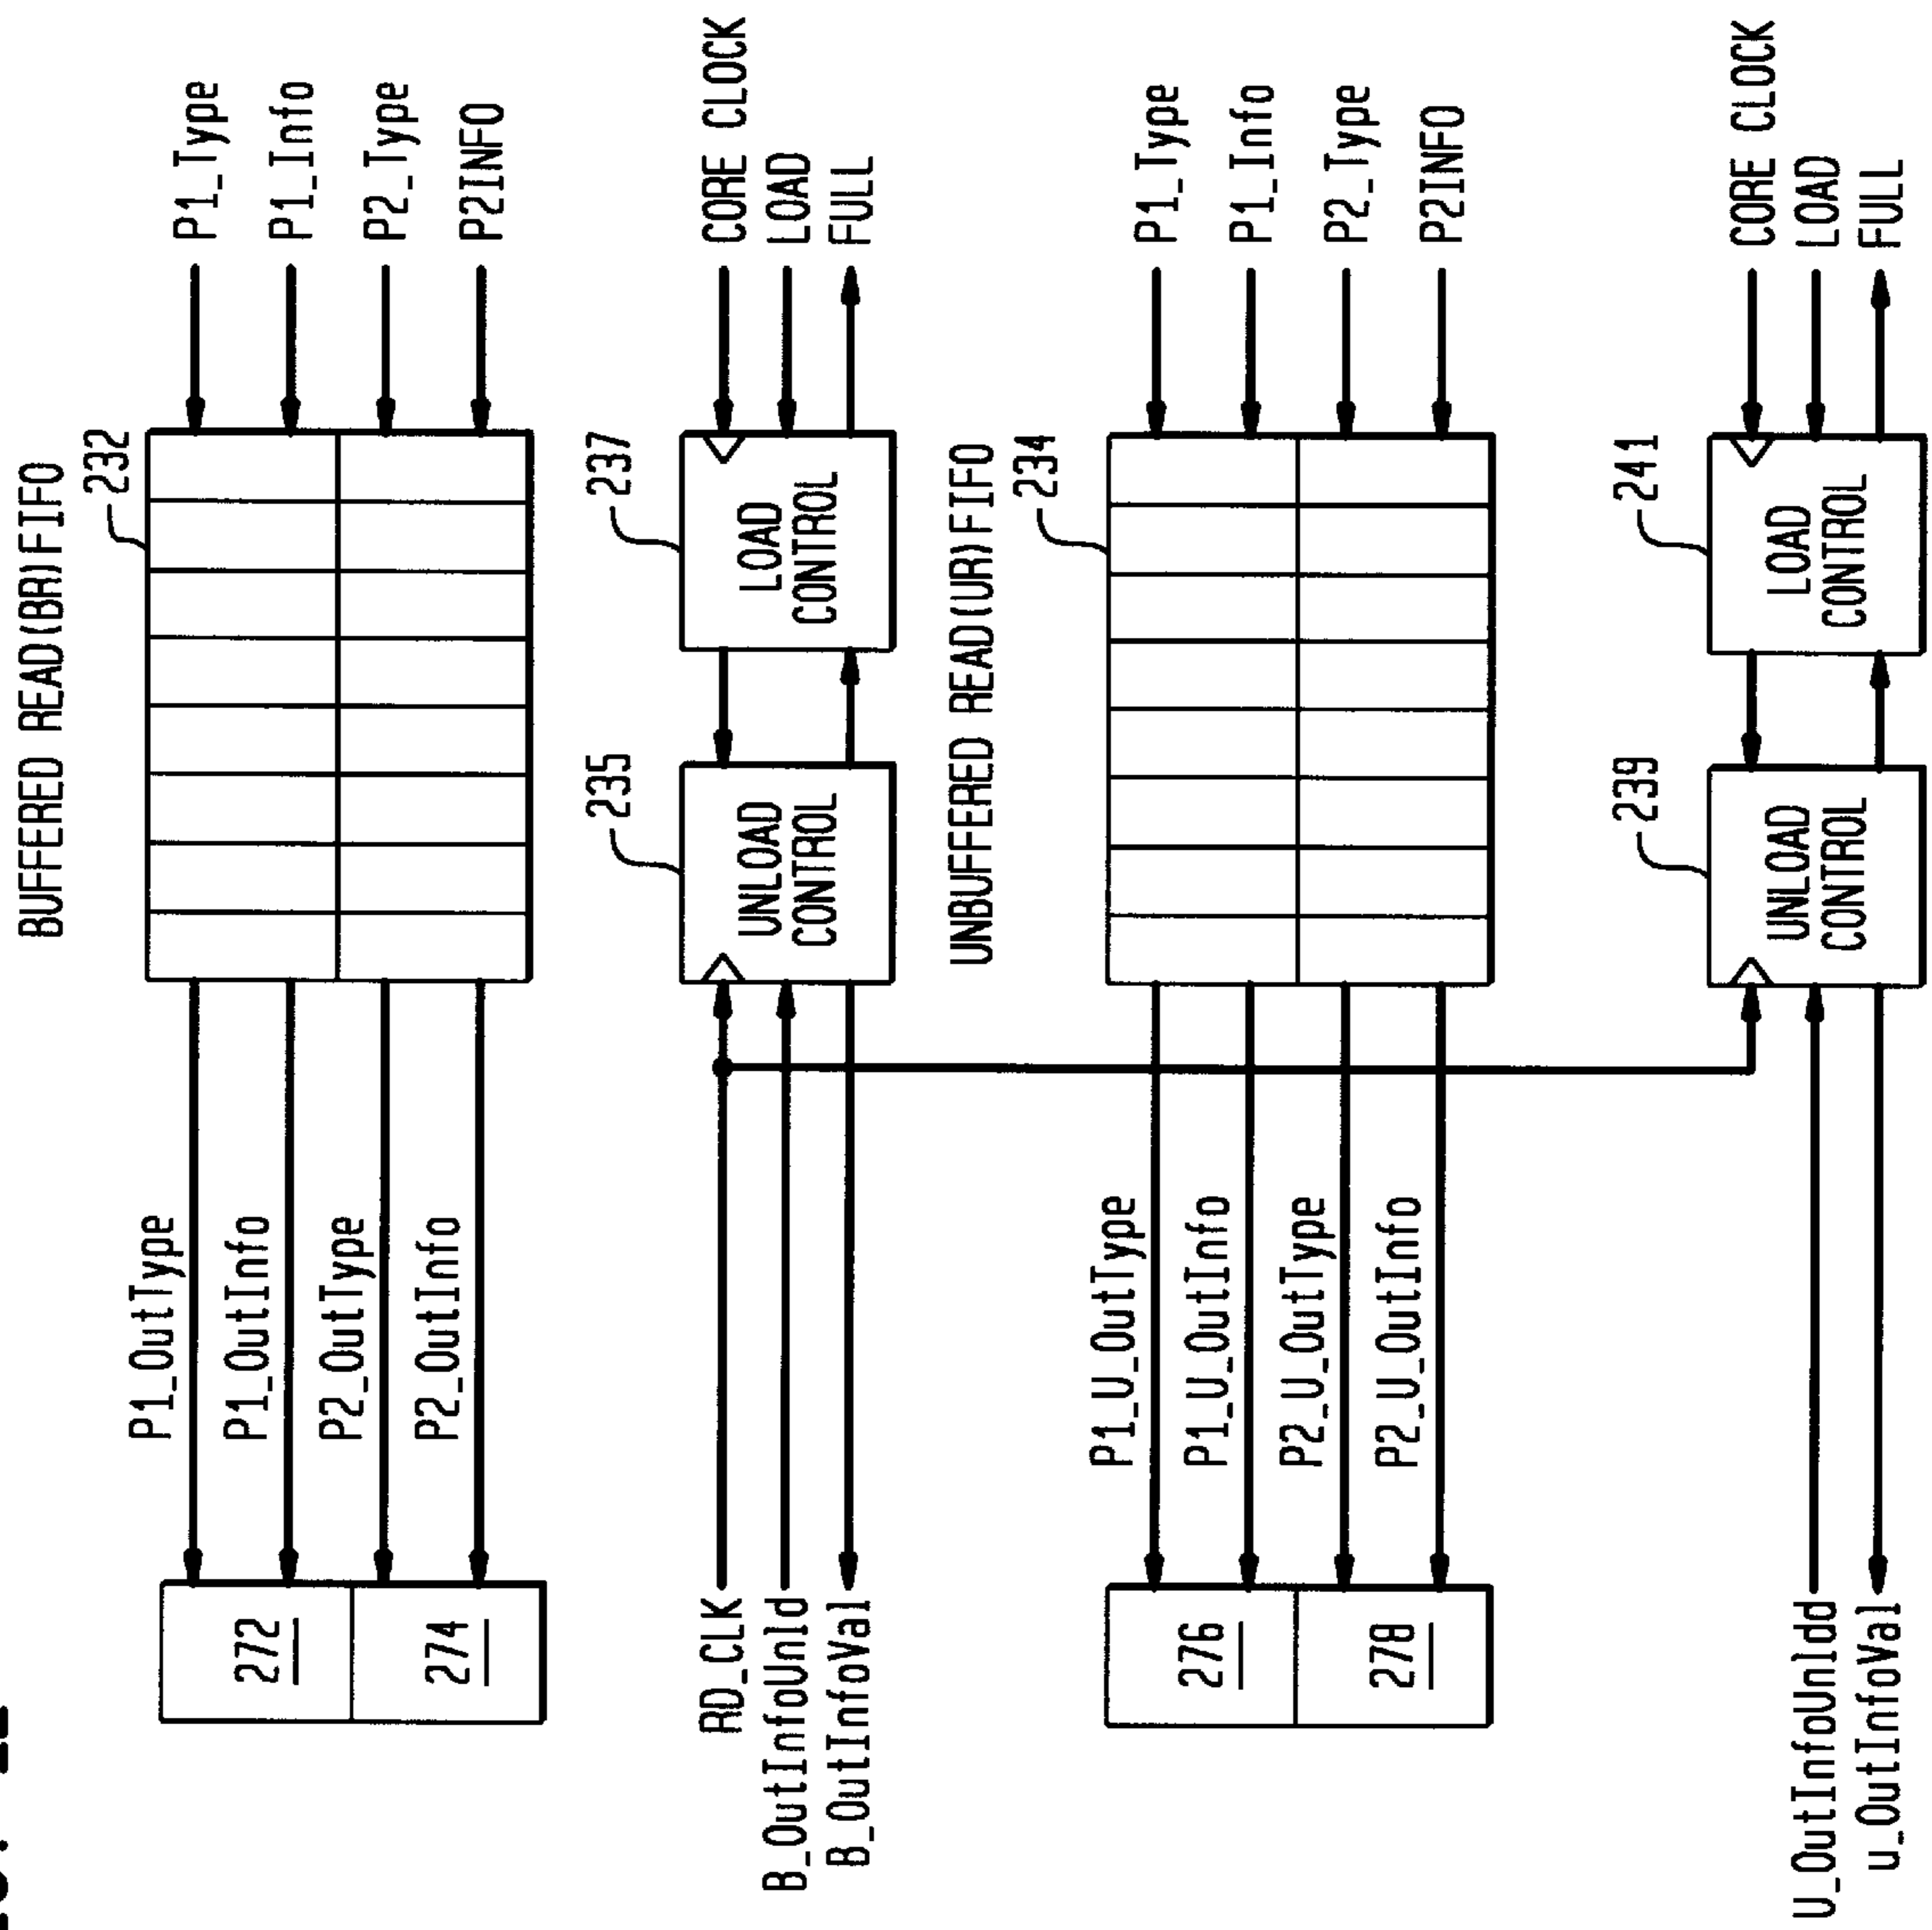 BUFFERED READ(BR)FIFO
232
P1_OutType
P1_Type
P1_OutInfo
P1_Info
272
P2_OutType
P2_Type
P2_OutInfo
P2INFO
274
235
237
RD_CLK
UNLOAD
CONTROL
LOAD
CONTROL
CORE CLOCK
B_OutInfoUnld
LOAD
B_OutInfoVal
FULL
UNBUFFERED READ(UR)FIFO
234
P1_U_OutType
P1_Type
P1_U_OutInfo
P1_Info
276
P2_U_OutType
P2_Type
P2_U_OutInfo
P2INFO
278
239
241
UNLOAD
CONTROL
LOAD
CONTROL
CORE CLOCK
U_OutInfoUnldd
LOAD
u_OutInfoVal
FULL